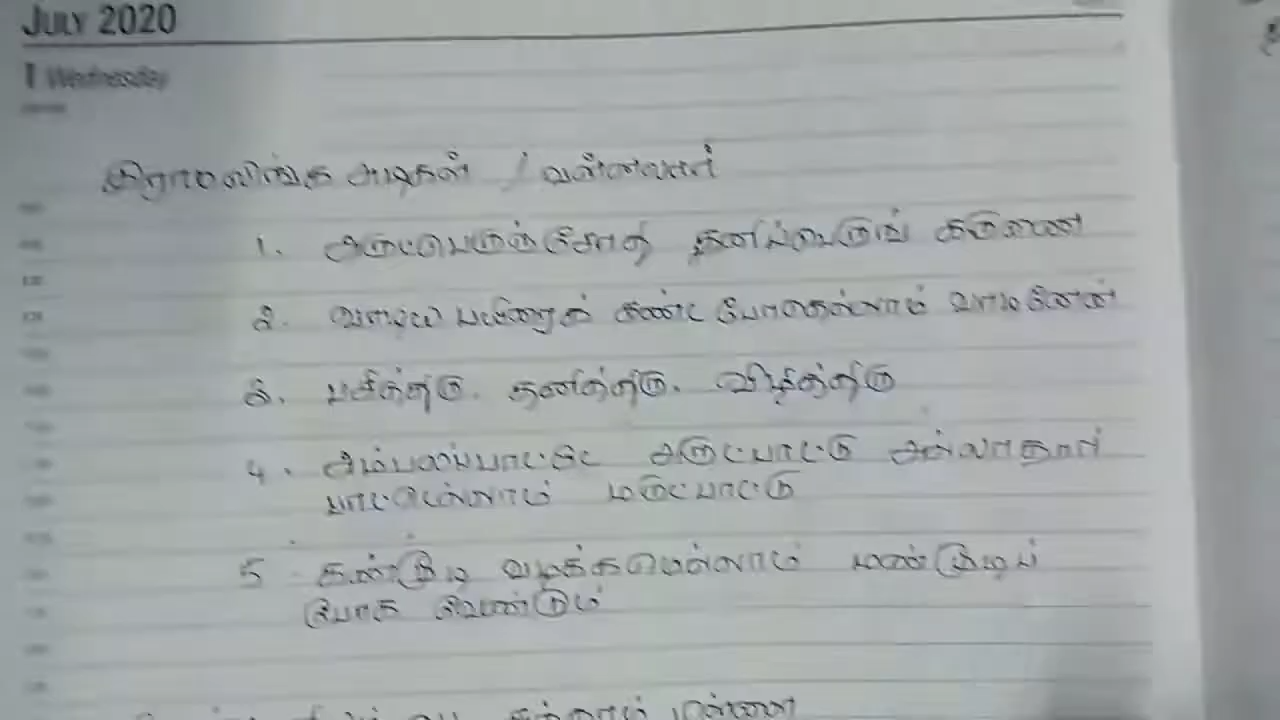 JULY 2020
1 Wednesday
இராமலிங்க அடிகள் / வள்ளலார்
1. அருட்பெருஞ்சோதி தனிப்பெருங் கருணை
2. வாடிய பயிரைக் கண்ட போதெல்லாம் வாடினேன்
3. பசித்திரு. தனித்திரு. விழித்திரு
4. அம்பலப்பாட்டே அருட்பாட்டு அல்லாதார்
பாட்டெல்லாம் மருட்பாட்டு
5. கண்மூடி வழக்கமெல்லாம் மண்மூடிப்
போக வேண்டும்